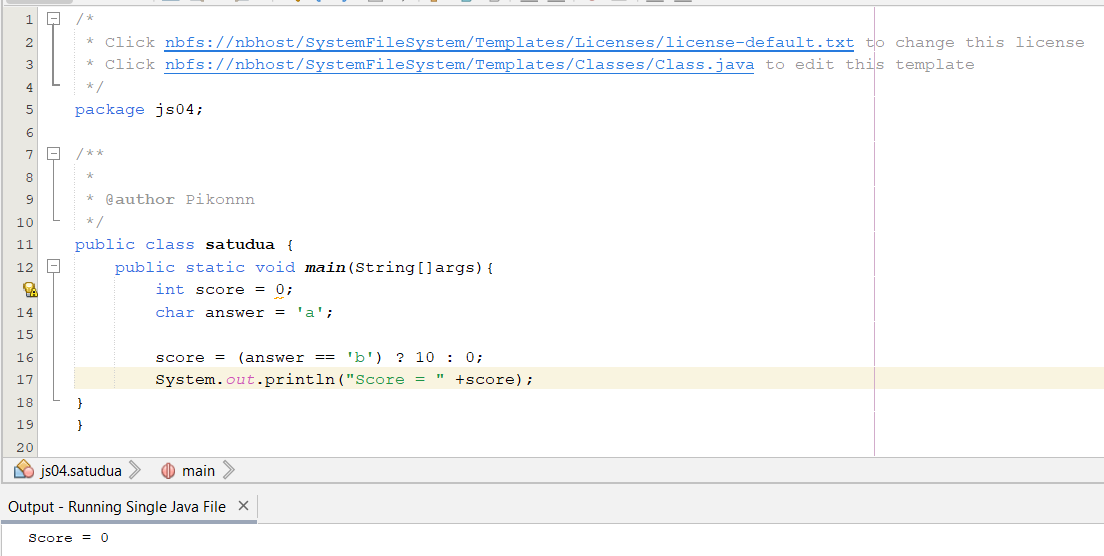 1 /*
2 * Click nbfs://nbhost/SystemFileSystem/Templates/Licenses/license-default.txt to change this license
3 * Click nbfs://nbhost/SystemFileSystem/Templates/Classes/Class.java to edit this template
4 */
5 package js04;
6
7 /**
8 *
9 * @author Pikonnn
10 */
11 public class satudua {
12 public static void main(String[]args){
int score = 0;
14 char answer = 'a';
15
16 score = (answer == 'b') ? 10 : 0;
17 System.out.println("Score = " +score);
18 }
19 }
20
js04.satudua main
Output - Running Single Java File
Score = 0